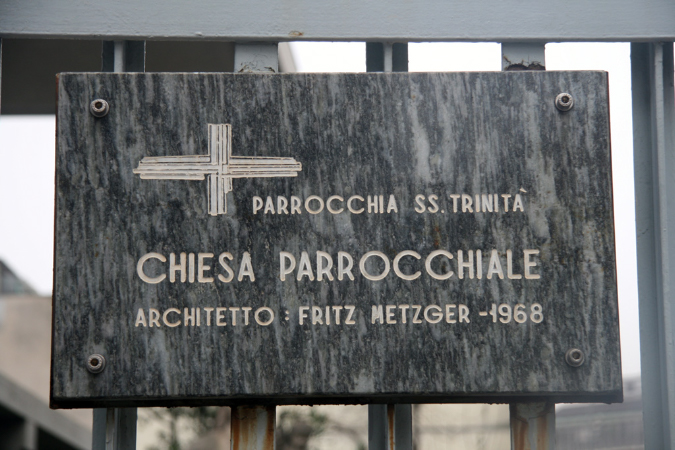 PARROCCHIA SS. TRINITÀ
CHIESA PARROCCHIALE
ARCHITETTO : FRITZ METZGER - 1968